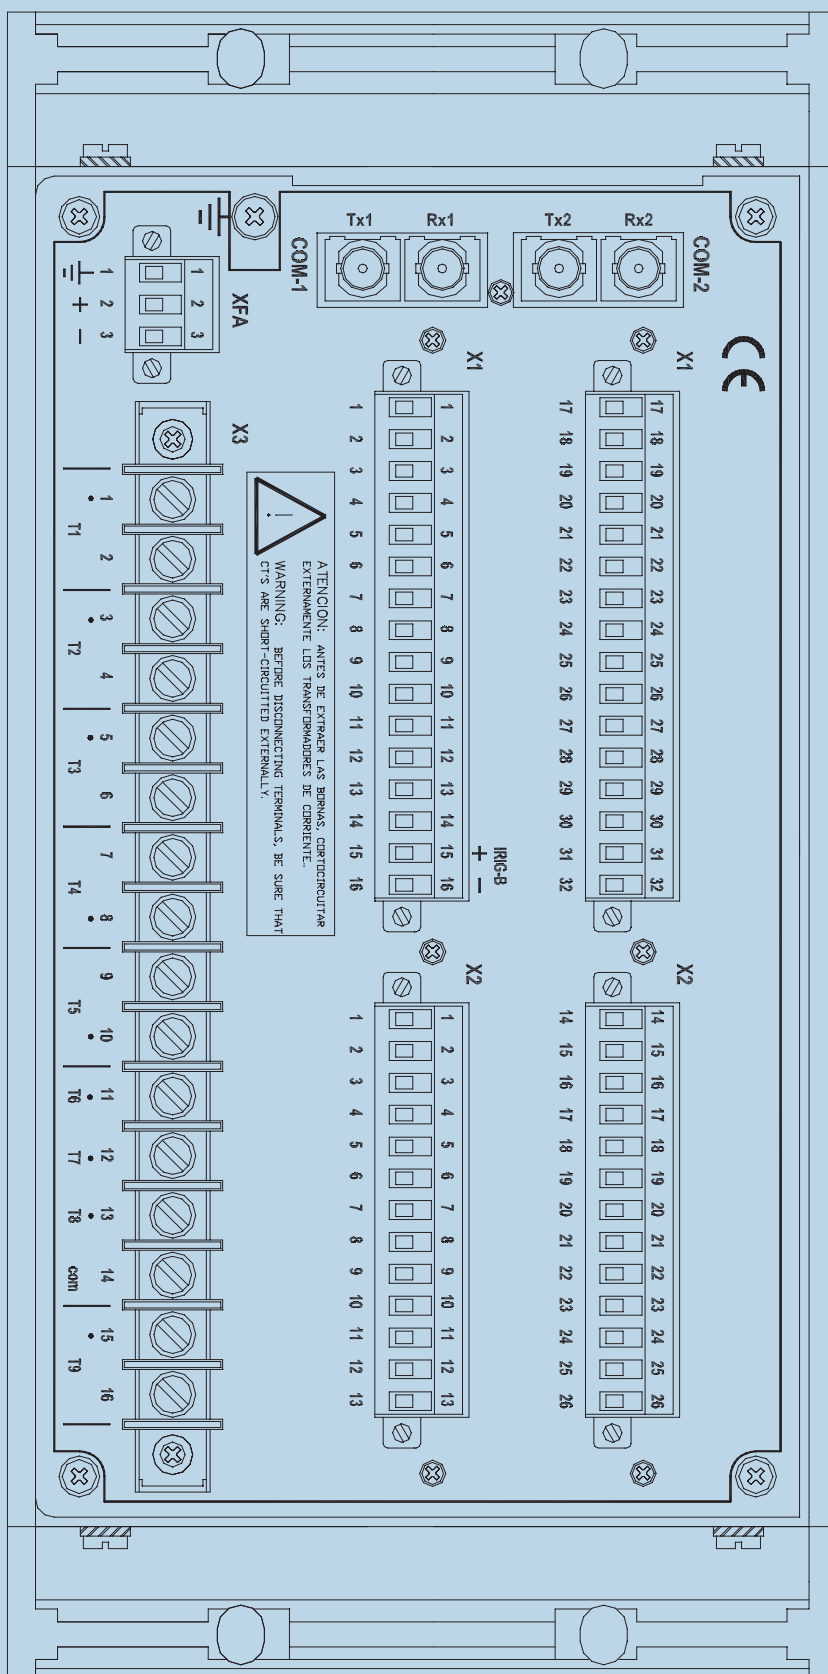 Tx1
Rx1
Tx2
Rx2
COM-1
COM-2
XFA
1 1
+ 2 2
- 3 3
CE
X1
1 1
2 2
3 3
4 4
5 5
6 6
7 7
8 8
9 9
10 10
11 11
12 12
13 13
14 14
15 15 +
16 16 -
IRIG-B
X1
17 17
18 18
19 19
20 20
21 21
22 22
23 23
24 24
25 25
26 26
27 27
28 28
29 29
30 30
31 31
32 32
X3
T1
• 1
2
T2
• 3
4
T3
• 5
6
T4
7
• 8
T5
9
• 10
T6 • 11
T7 • 12
T8 • 13
com 14
T9
• 15
16
!
ATENCION: ANTES DE EXTRAER LAS BORNAS, CORTOCIRCUITAR
EXTERNAMENTE LOS TRANSFORMADORES DE CORRIENTE.
WARNING: BEFORE DISCONNECTING TERMINALS, BE SURE THAT
CT'S ARE SHORT-CIRCUITTED EXTERNALLY.
X2
1 1
2 2
3 3
4 4
5 5
6 6
7 7
8 8
9 9
10 10
11 11
12 12
13 13
X2
14 14
15 15
16 16
17 17
18 18
19 19
20 20
21 21
22 22
23 23
24 24
25 25
26 26